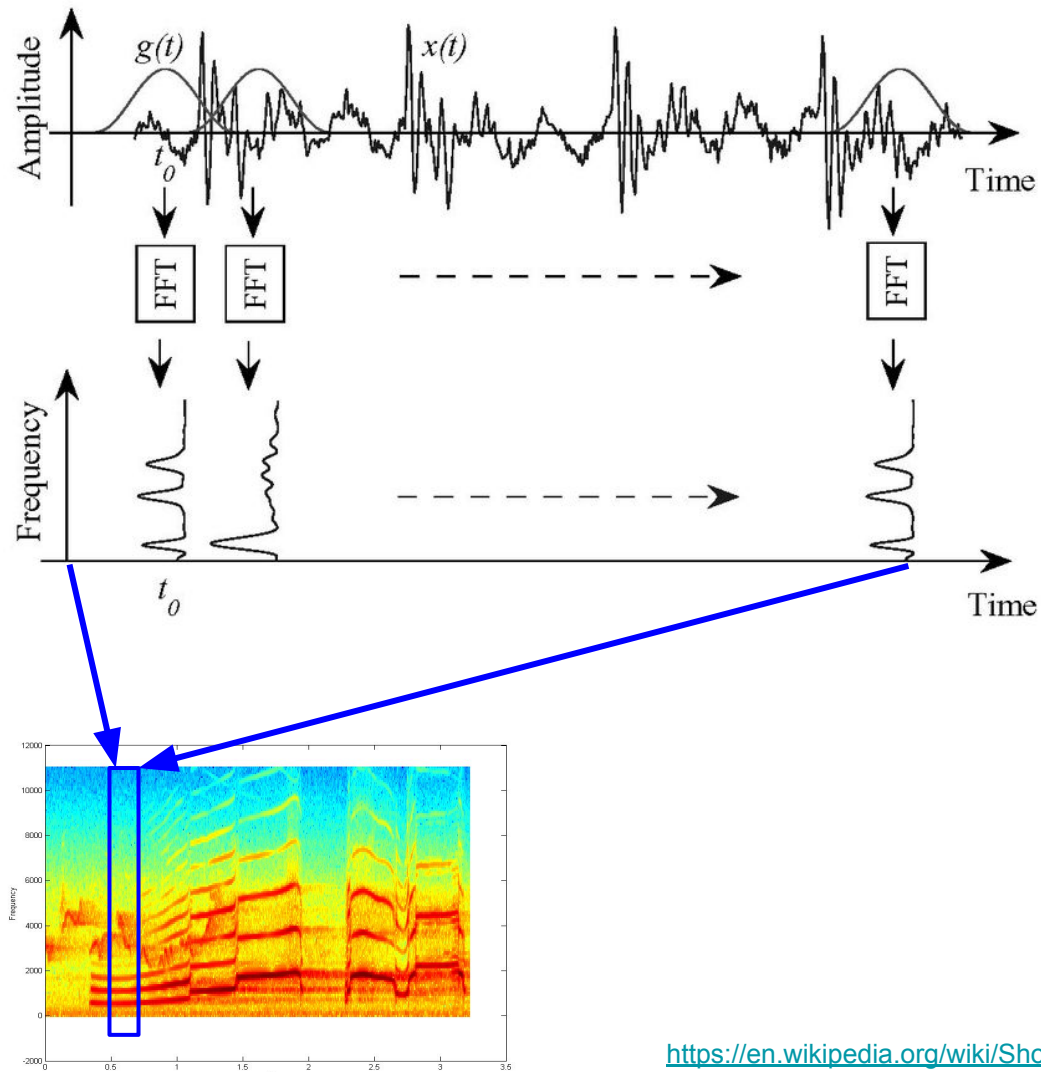 Amplitude
g(t)
x(t)
t0
Time
FFT
FFT
FFT
Frequency
t0
Time
12000
10000
8000
6000
4000
2000
0
-2000
Frequency
0
0.5
1
1.5
2
2.5
3
3.5
https://en.wikipedia.org/wiki/Sho